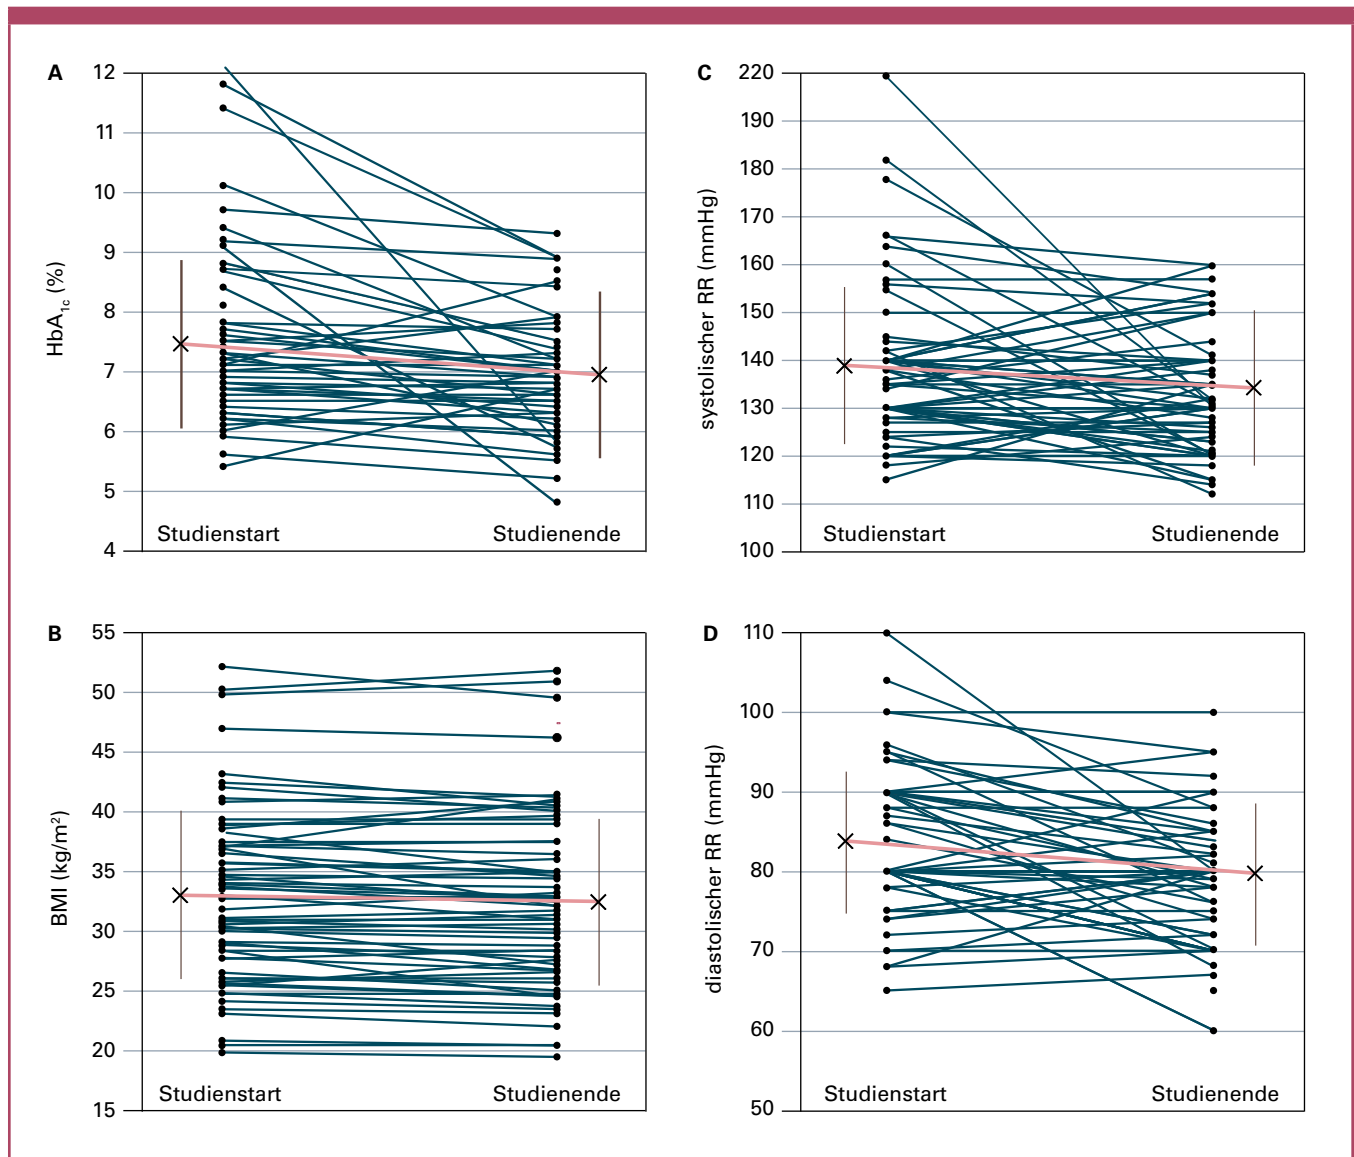 A
HbA1c (%)
12
11
10
9
8
7
6
5
4
Studienstart
Studienende
C
systolischer RR (mmHg)
220
190
180
170
160
150
140
130
120
110
100
Studienstart
Studienende
B
BMI (kg/m²)
55
50
45
40
35
30
25
20
15
Studienstart
Studienende
D
diastolischer RR (mmHg)
110
100
90
80
70
60
50
Studienstart
Studienende